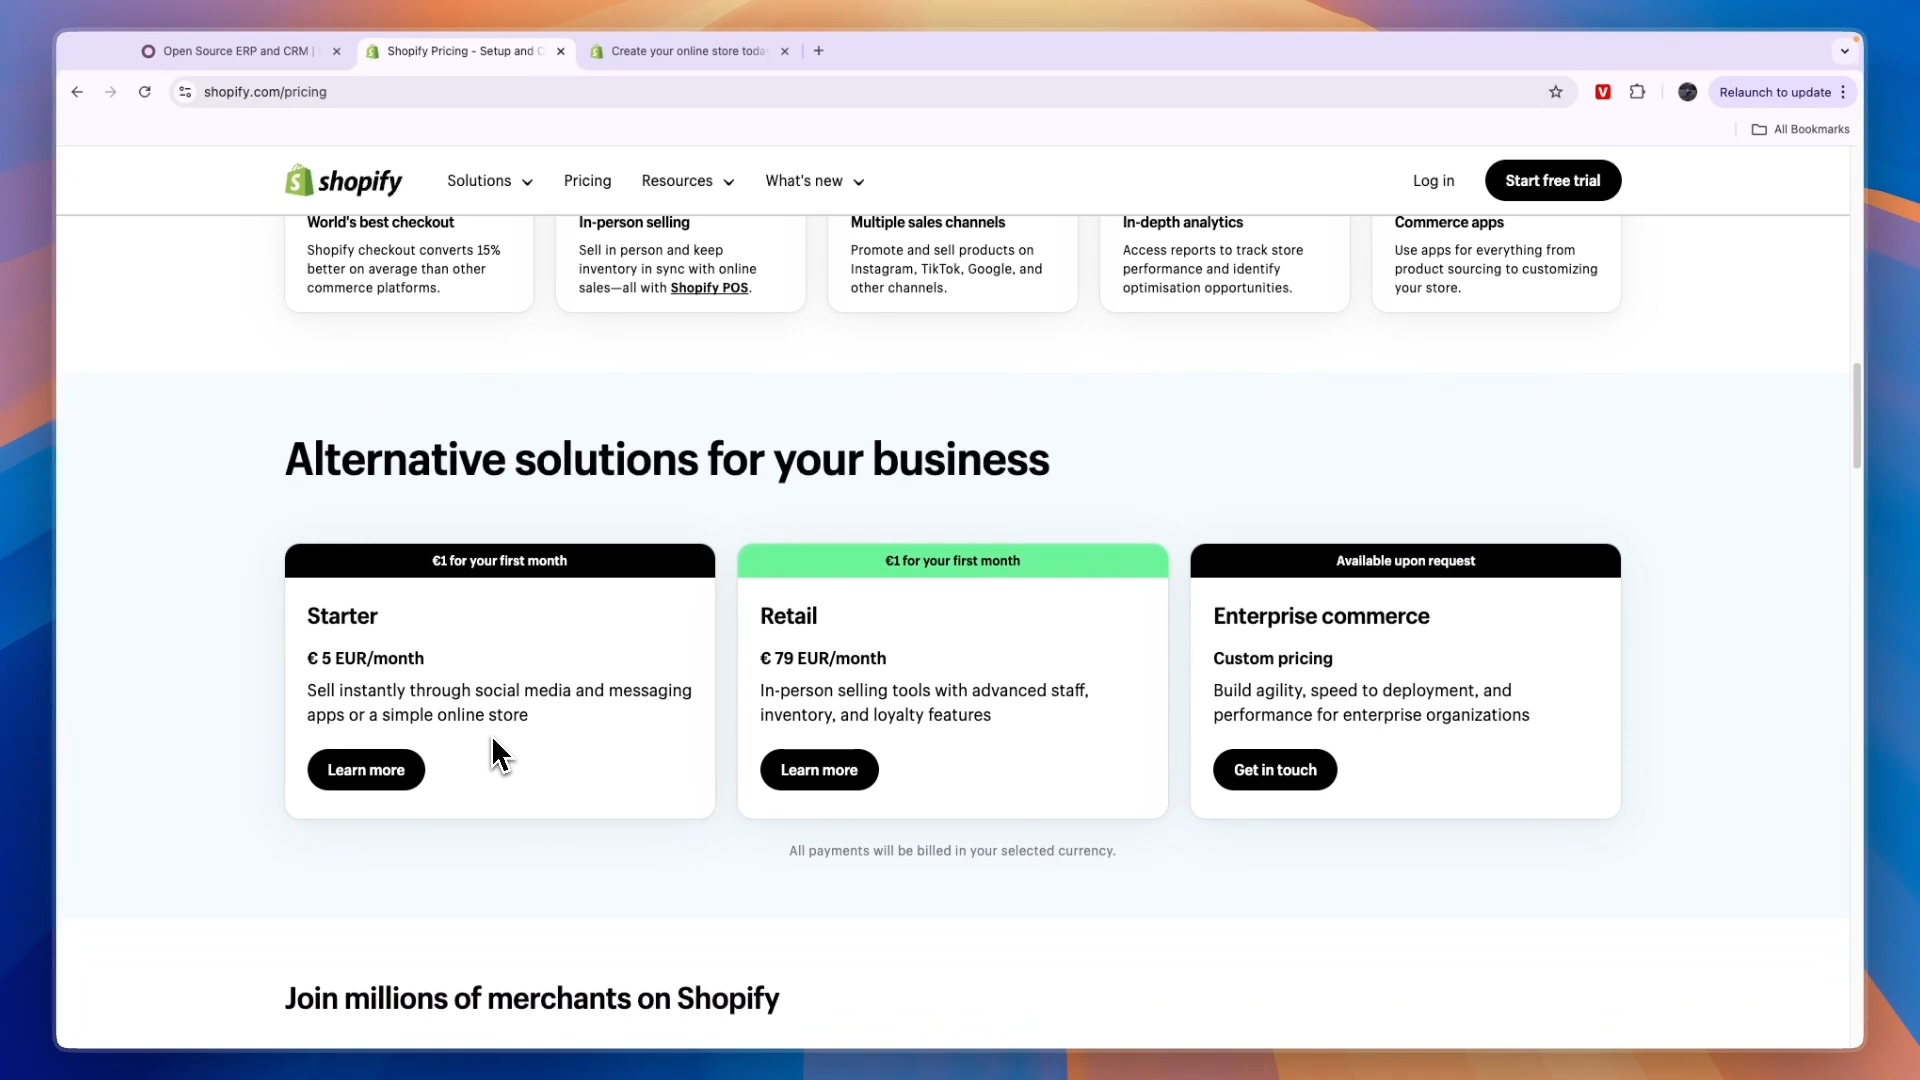 Open Source ERP and CRM |
Shopify Pricing - Setup and
Create your online store toda
shopify.com/pricing
V
Relaunch to update
All Bookmarks
shopify
Solutions
Pricing
Resources
What's new
Log in
Start free trial
World's best checkout
Shopify checkout converts 15%
better on average than other
commerce platforms.
In-person selling
Sell in person and keep
inventory in sync with online
sales—all with Shopify POS.
Multiple sales channels
Promote and sell products on
Instagram, TikTok, Google, and
other channels.
In-depth analytics
Access reports to track store
performance and identify
optimisation opportunities.
Commerce apps
Use apps for everything from
product sourcing to customizing
your store.
Alternative solutions for your business
€1 for your first month
Starter
€ 5 EUR/month
Sell instantly through social media and messaging
apps or a simple online store
Learn more
€1 for your first month
Retail
€ 79 EUR/month
In-person selling tools with advanced staff,
inventory, and loyalty features
Learn more
Available upon request
Enterprise commerce
Custom pricing
Build agility, speed to deployment, and
performance for enterprise organizations
Get in touch
All payments will be billed in your selected currency.
Join millions of merchants on Shopify